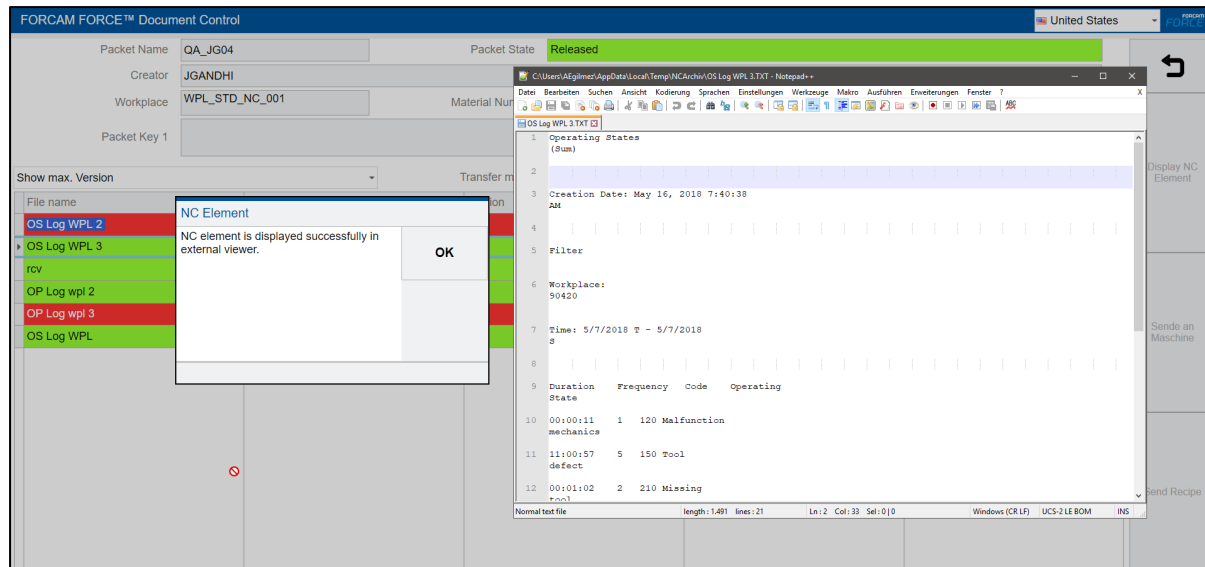 FORCAM FORCE™ Document Control
United States
FORCAM
FORCE
Packet Name
QA_JG04
Packet State
Released
Creator
JGANDHI
Workplace
WPL_STD_NC_001
Material Num
Packet Key 1
Show max. Version
Transfer m
File name
ion
OS Log WPL 2
OS Log WPL 3
rcv
OP Log wpl 2
OP Log wpl 3
OS Log WPL
NC Element
NC element is displayed successfully in
external viewer.
OK
C:\Users\AEgilmez\AppData\Local\Temp\NCArchiv\OS Log WPL 3.TXT - Notepad++
Datei Bearbeiten Suchen Ansicht Kodierung Sprachen Einstellungen Werkzeuge Makro Ausführen Erweiterungen Fenster ? X
OS Log WPL 3.TXT
1 Operating States
(Sum)
2
3 Creation Date: May 16, 2018 7:40:38
AM
4
5 Filter
6 Workplace:
90420
7 Time: 5/7/2018 T - 5/7/2018
S
8
9 Duration Frequency Code Operating
State
10 00:00:11 1 120 Malfunction
mechanics
11 11:00:57 5 150 Tool
defect
12 00:01:02 2 210 Missing
tool
Normal text file length : 1.491 lines : 21 Ln : 2 Col : 33 Sel : 0 | 0 Windows (CR LF) UCS-2 LE BOM INS
Display NC
Element
Sende an
Maschine
Send Recipe